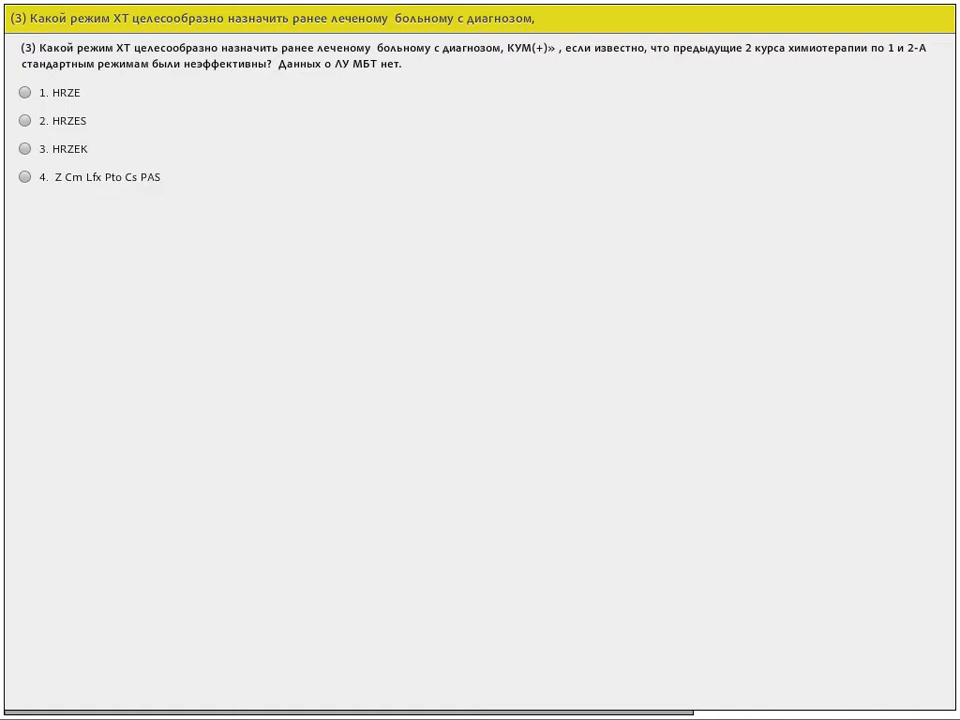 (3) Какой режим ХТ целесообразно назначить ранее леченому  больному с диагнозом,
(3) Какой режим ХТ целесообразно назначить ранее леченому  больному с диагнозом, КУМ(+)» , если известно, что предыдущие 2 курса химиотерапии по 1 и 2-А
стандартным режимам были неэффективны?  Данных о ЛУ МБТ нет.
1. HRZE
2. HRZES
3. HRZEK
4.  Z Cm Lfx Pto Cs PAS